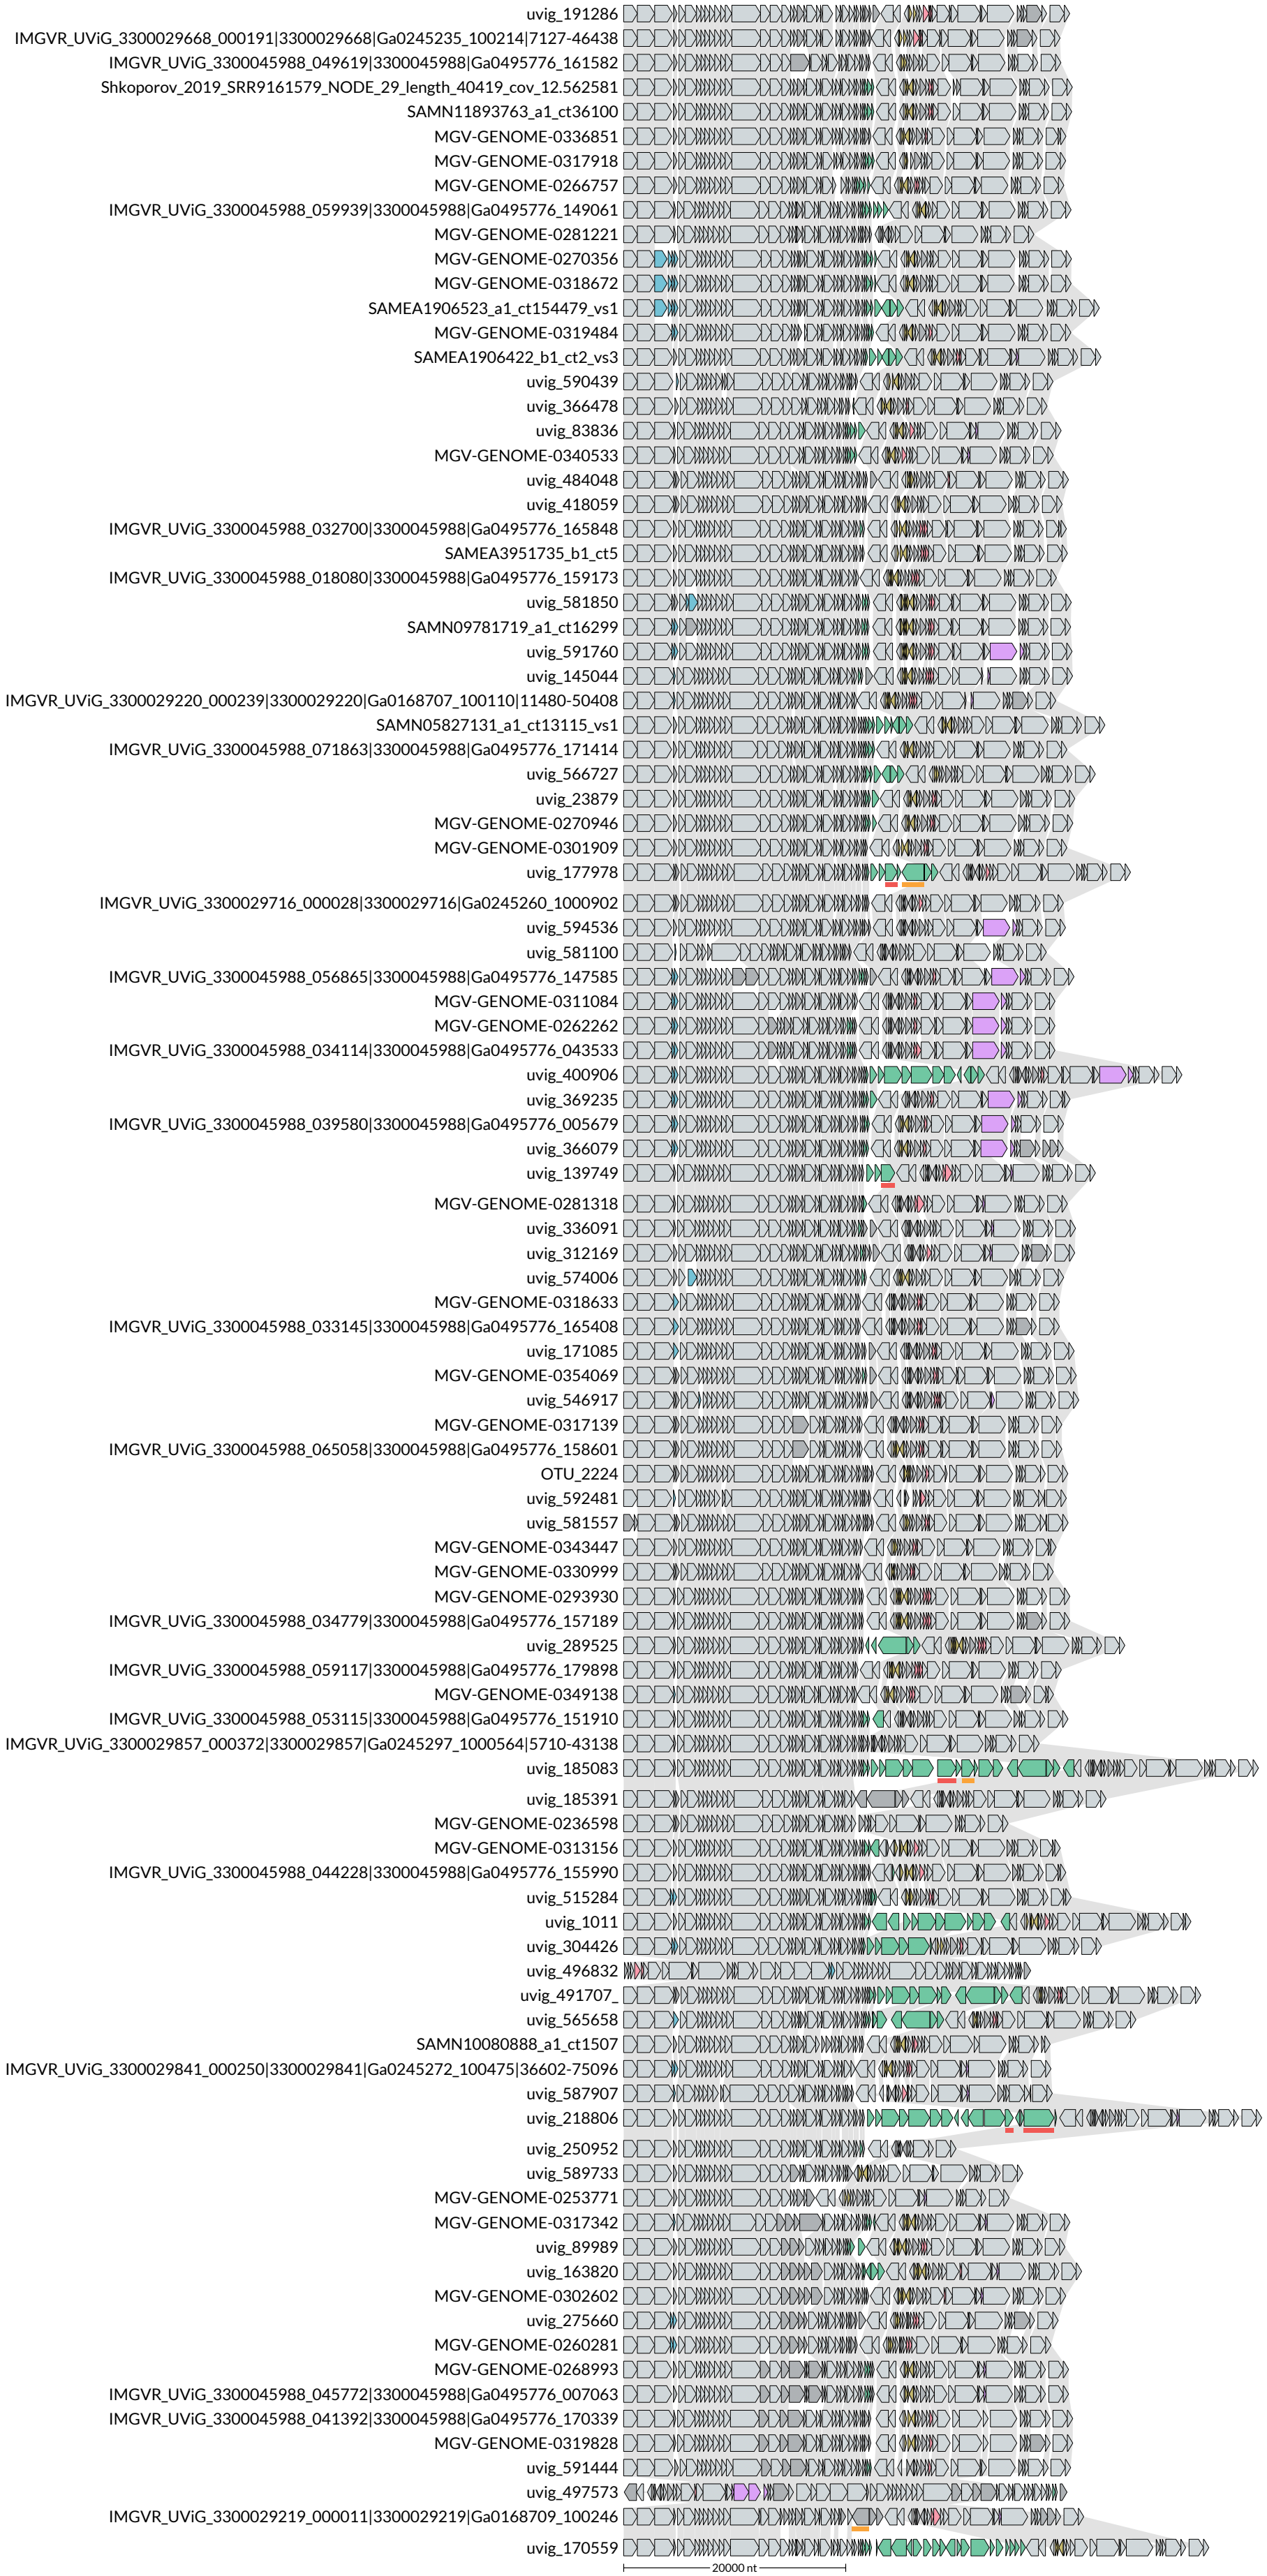 uvig_191286
IMGVR_UViG_3300029668_000191|3300029668|Ga0245235_100214|7127-46438
IMGVR_UViG_3300045988_049619|3300045988|Ga0495776_161582
Shkoporov_2019_SRR9161579_NODE_29_length_40419_cov_12.562581
SAMN11893763_a1_ct36100
MGV-GENOME-0336851
MGV-GENOME-0317918
MGV-GENOME-0266757
IMGVR_UViG_3300045988_059939|3300045988|Ga0495776_149061
MGV-GENOME-0281221
MGV-GENOME-0270356
MGV-GENOME-0318672
SAMEA1906523_a1_ct154479_vs1
MGV-GENOME-0319484
SAMEA1906422_b1_ct2_vs3
uvig_590439
uvig_366478
uvig_83836
MGV-GENOME-0340533
uvig_484048
uvig_418059
IMGVR_UViG_3300045988_032700|3300045988|Ga0495776_165848
SAMEA3951735_b1_ct5
IMGVR_UViG_3300045988_018080|3300045988|Ga0495776_159173
uvig_581850
SAMN09781719_a1_ct16299
uvig_591760
uvig_145044
IMGVR_UViG_3300029220_000239|3300029220|Ga0168707_100110|11480-50408
SAMN05827131_a1_ct13115_vs1
IMGVR_UViG_3300045988_071863|3300045988|Ga0495776_171414
uvig_566727
uvig_23879
MGV-GENOME-0270946
MGV-GENOME-0301909
uvig_177978
IMGVR_UViG_3300029716_000028|3300029716|Ga0245260_1000902
uvig_594536
uvig_581100
IMGVR_UViG_3300045988_056865|3300045988|Ga0495776_147585
MGV-GENOME-0311084
MGV-GENOME-0262262
IMGVR_UViG_3300045988_034114|3300045988|Ga0495776_043533
uvig_400906
uvig_369235
IMGVR_UViG_3300045988_039580|3300045988|Ga0495776_005679
uvig_366079
uvig_139749
MGV-GENOME-0281318
uvig_336091
uvig_312169
uvig_574006
MGV-GENOME-0318633
IMGVR_UViG_3300045988_033145|3300045988|Ga0495776_165408
uvig_171085
MGV-GENOME-0354069
uvig_546917
MGV-GENOME-0317139
IMGVR_UViG_3300045988_065058|3300045988|Ga0495776_158601
OTU_2224
uvig_592481
uvig_581557
MGV-GENOME-0343447
MGV-GENOME-0330999
MGV-GENOME-0293930
IMGVR_UViG_3300045988_034779|3300045988|Ga0495776_157189
uvig_289525
IMGVR_UViG_3300045988_059117|3300045988|Ga0495776_179898
MGV-GENOME-0349138
IMGVR_UViG_3300045988_053115|3300045988|Ga0495776_151910
IMGVR_UViG_3300029857_000372|3300029857|Ga0245297_1000564|5710-43138
uvig_185083
uvig_185391
MGV-GENOME-0236598
MGV-GENOME-0313156
IMGVR_UViG_3300045988_044228|3300045988|Ga0495776_155990
uvig_515284
uvig_1011
uvig_304426
uvig_496832
uvig_491707_
uvig_565658
SAMN10080888_a1_ct1507
IMGVR_UViG_3300029841_000250|3300029841|Ga0245272_100475|36602-75096
uvig_587907
uvig_218806
uvig_250952
uvig_589733
MGV-GENOME-0253771
MGV-GENOME-0317342
uvig_89989
uvig_163820
MGV-GENOME-0302602
uvig_275660
MGV-GENOME-0260281
MGV-GENOME-0268993
IMGVR_UViG_3300045988_045772|3300045988|Ga0495776_007063
IMGVR_UViG_3300045988_041392|3300045988|Ga0495776_170339
MGV-GENOME-0319828
uvig_591444
uvig_497573
IMGVR_UViG_3300029219_000011|3300029219|Ga0168709_100246
uvig_170559
20000 nt